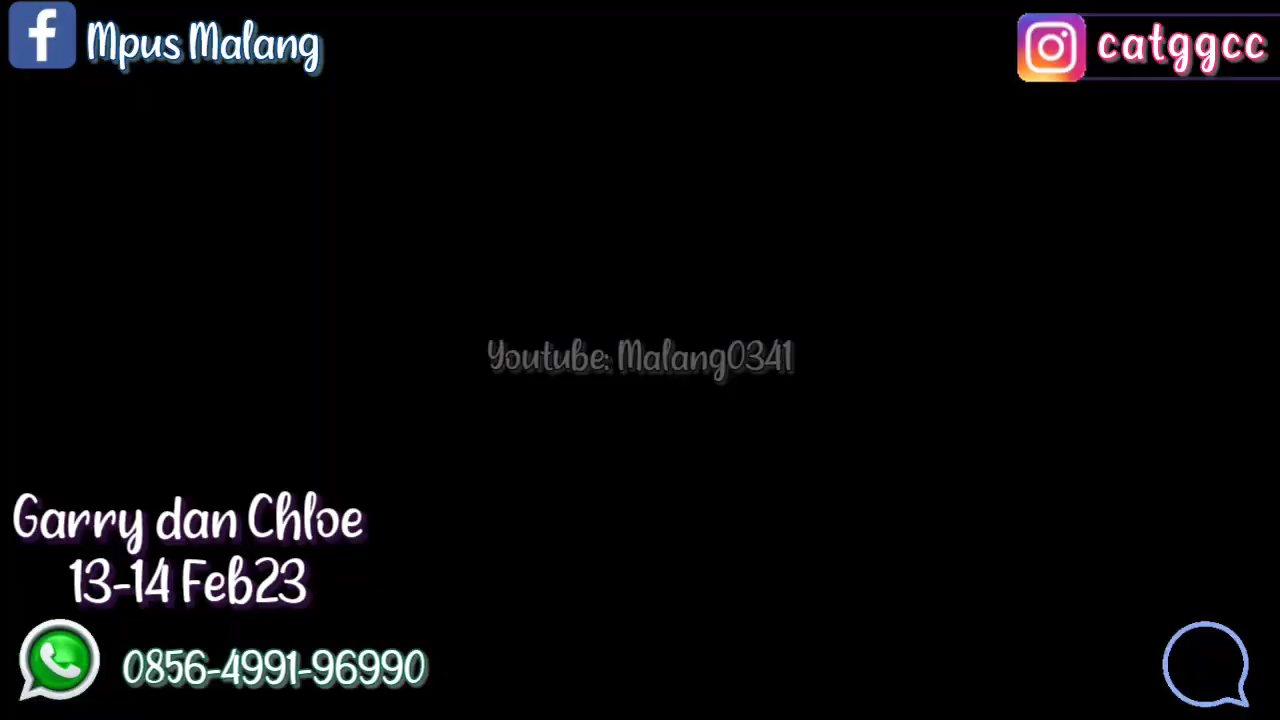 Mpus Malang
catggcc
Youtube: Malang0341
Garry dan Chloe
13-14 Feb23
0856-4991-96990